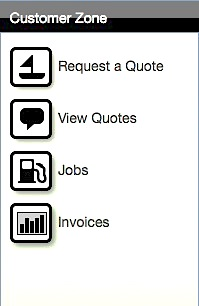 Customer Zone
Request a Quote
View Quotes
Jobs
Invoices